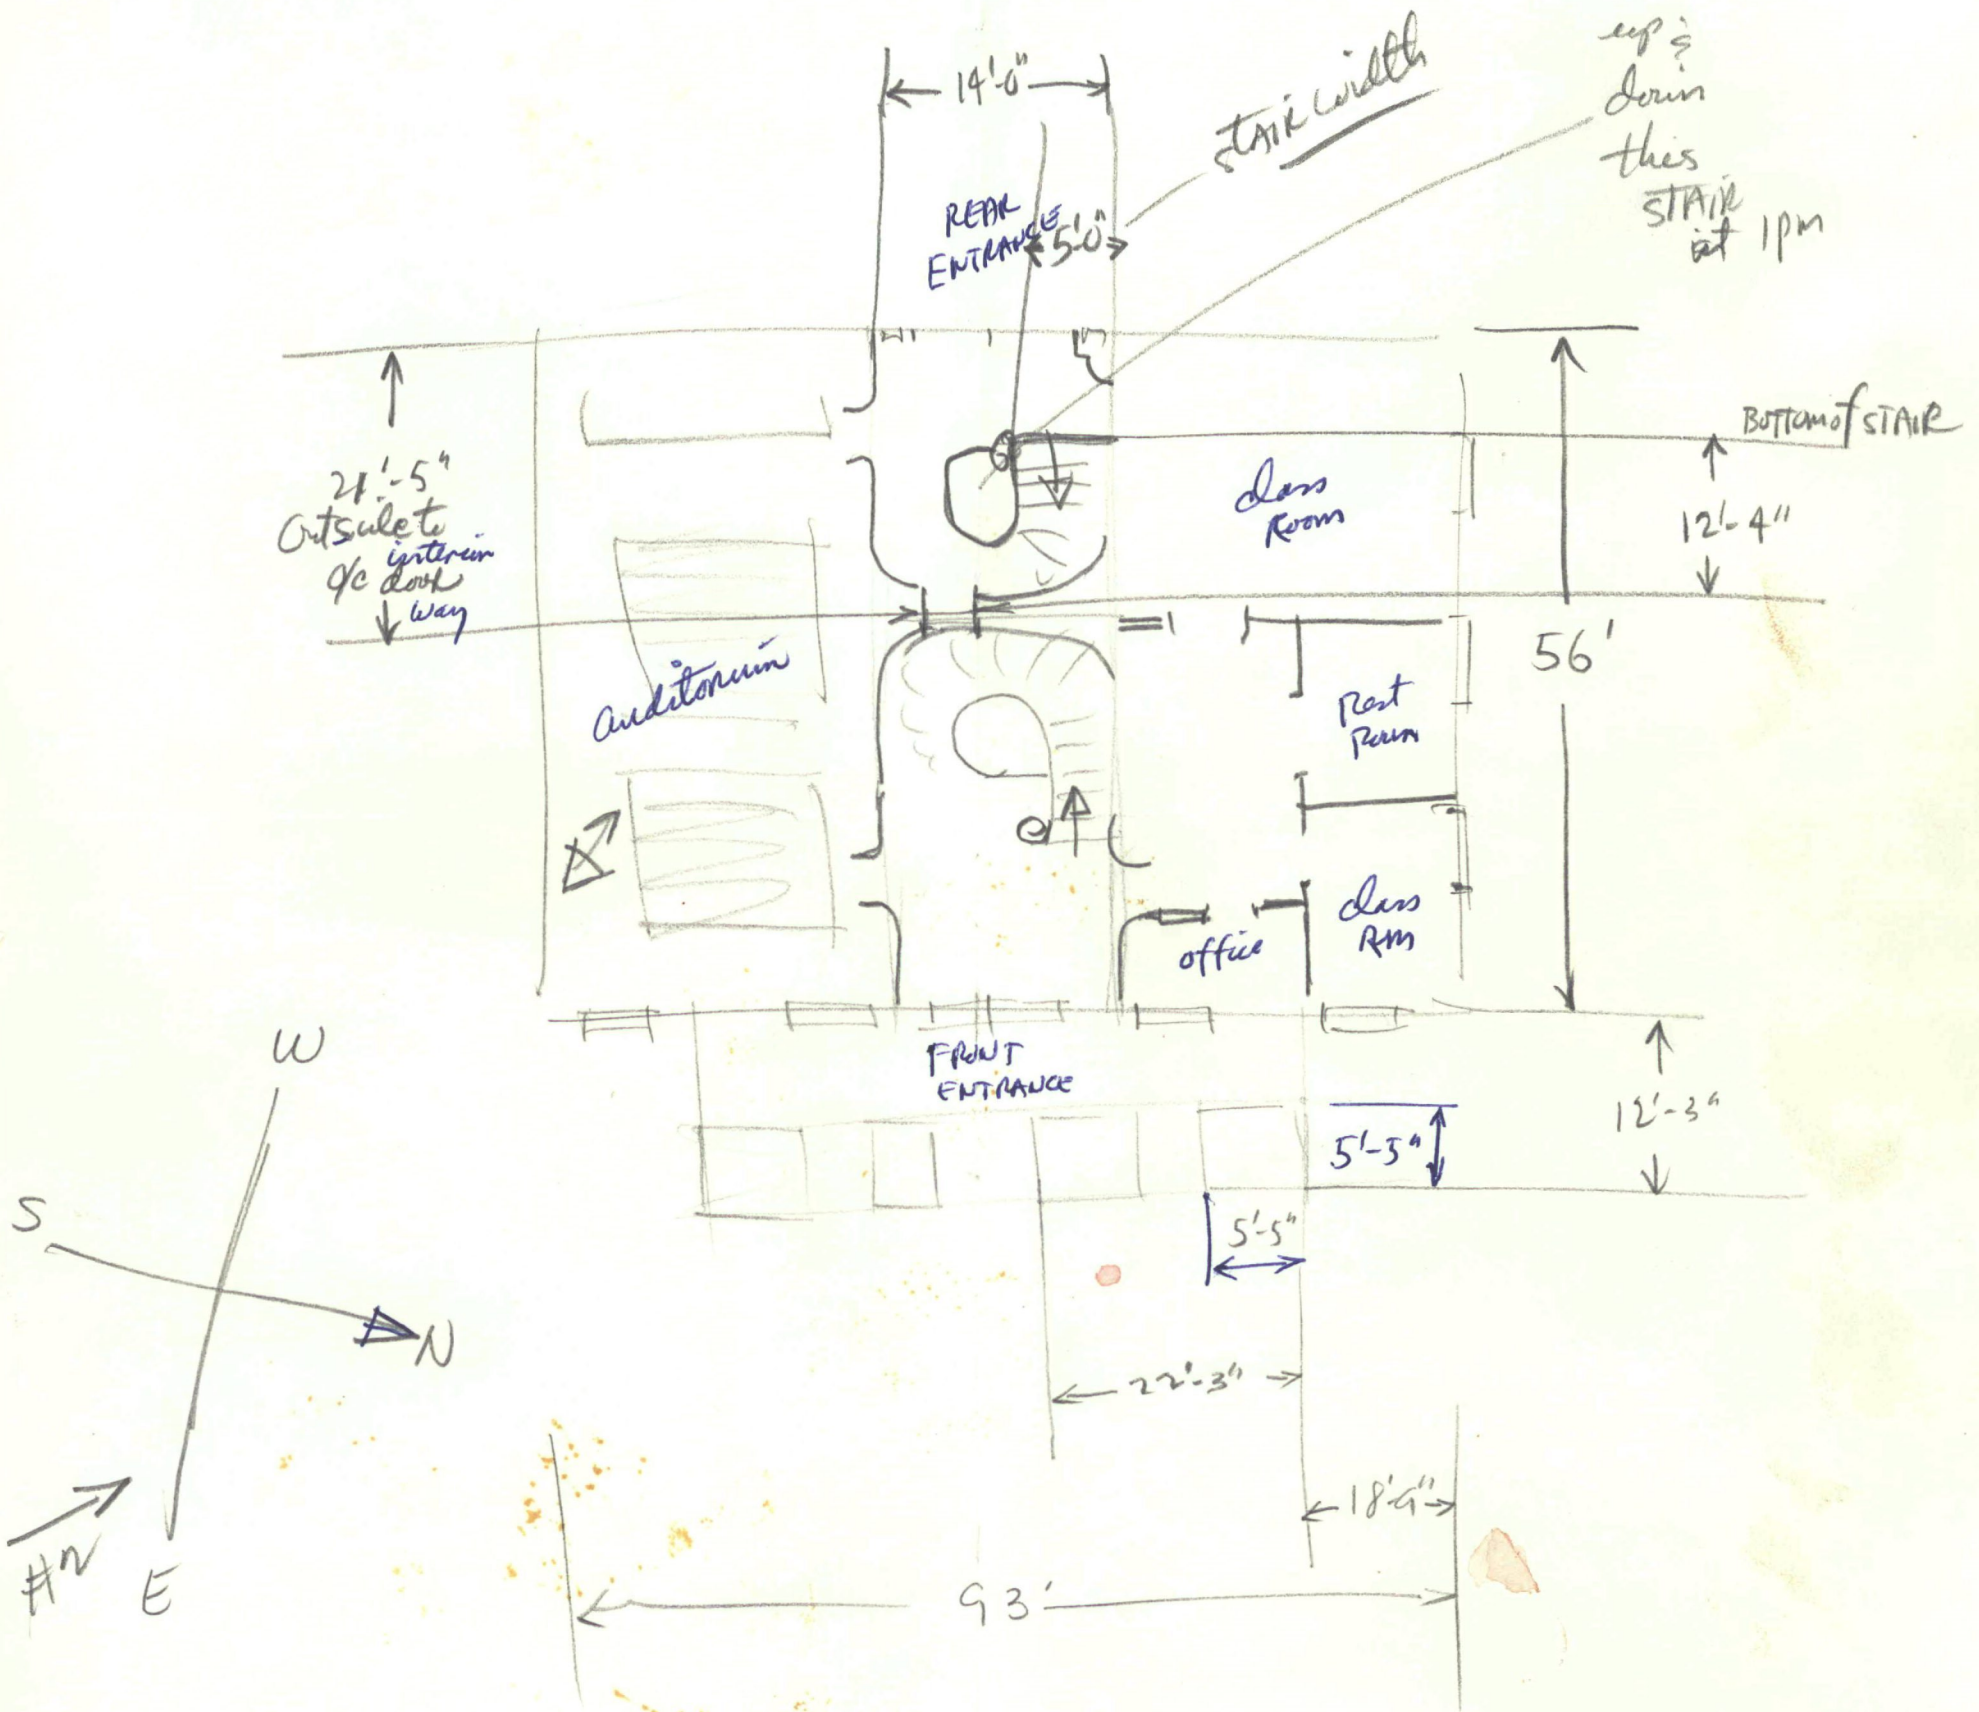 14'-0"
STAIR Width
up &
down
this
STAIR
at 1pm
REAR
ENTRANCE
5'-0"
Bottom of STAIR
21'-5"
Outside to
interior
o/c door
way
class
Room
12'-4"
56'
Auditorium
Rest
Room
class
Rm
office
FRONT
ENTRANCE
W
S
N
E
12'-3"
5'-5"
5'-5"
22'-3"
18'-9"
93'